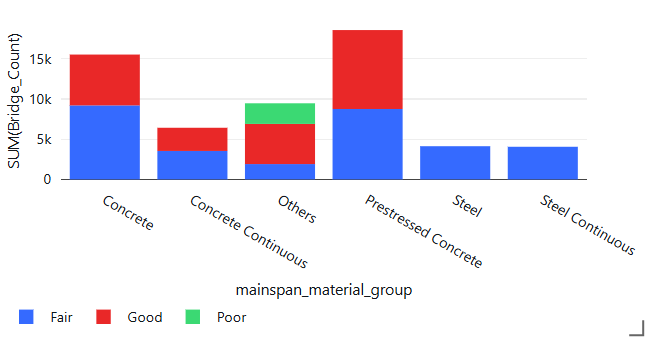 SUM(Bridge_Count)
15k
10k
5k
0
Concrete
Concrete Continuous
Others
Prestressed Concrete
Steel
Steel Continuous
mainspan_material_group
Fair
Good
Poor